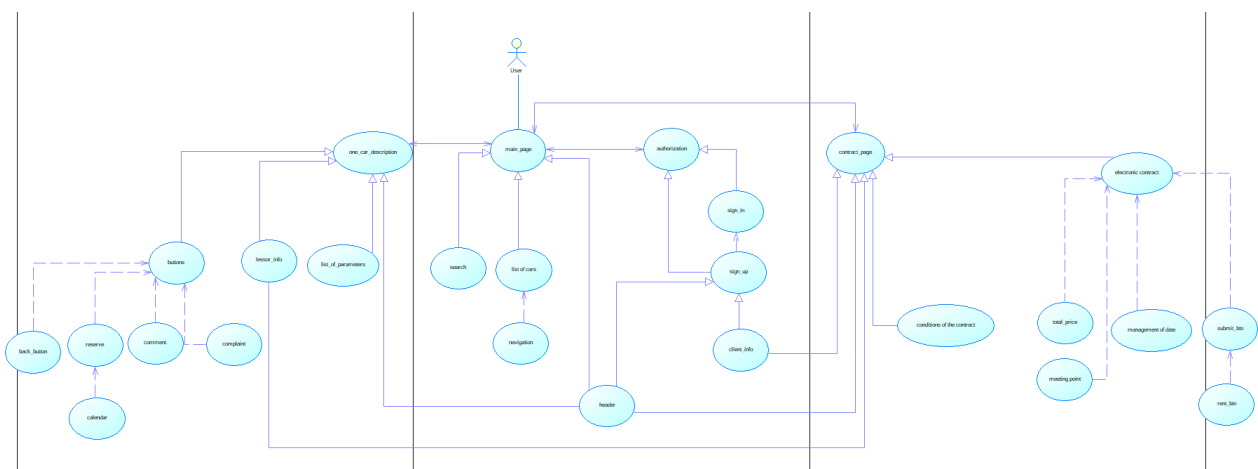 User
one_car_description
main_page
authorization
contract_page
electronic contract
sign_in
buttons
lessor_info
list_of_parameters
search
list of cars
sign_up
total_price
conditions of the contract
management of date
submit_btn
back_button
reserve
comment
complaint
navigation
client_info
meeting point
calendar
header
rent_btn